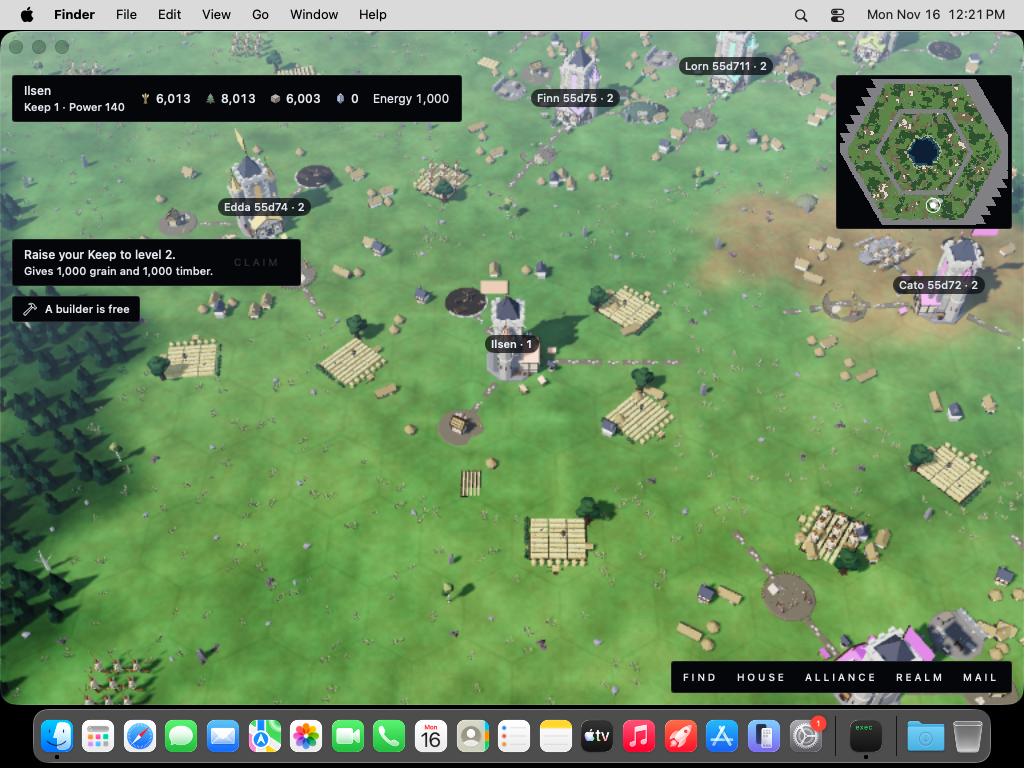 Finder File Edit View Go Window Help Mon Nov 16 12:21 PM
Lorn 55d711 · 2
Finn 55d75 · 2
Ilsen
Keep 1 · Power 140
6,013 8,013 6,003 0 Energy 1,000
Edda 55d74 · 2
Raise your Keep to level 2.
Gives 1,000 grain and 1,000 timber.
CLAIM
Cato 55d72 · 2
A builder is free
Ilsen · 1
FIND HOUSE ALLIANCE REALM MAIL
Mon
16
tv
1
exec